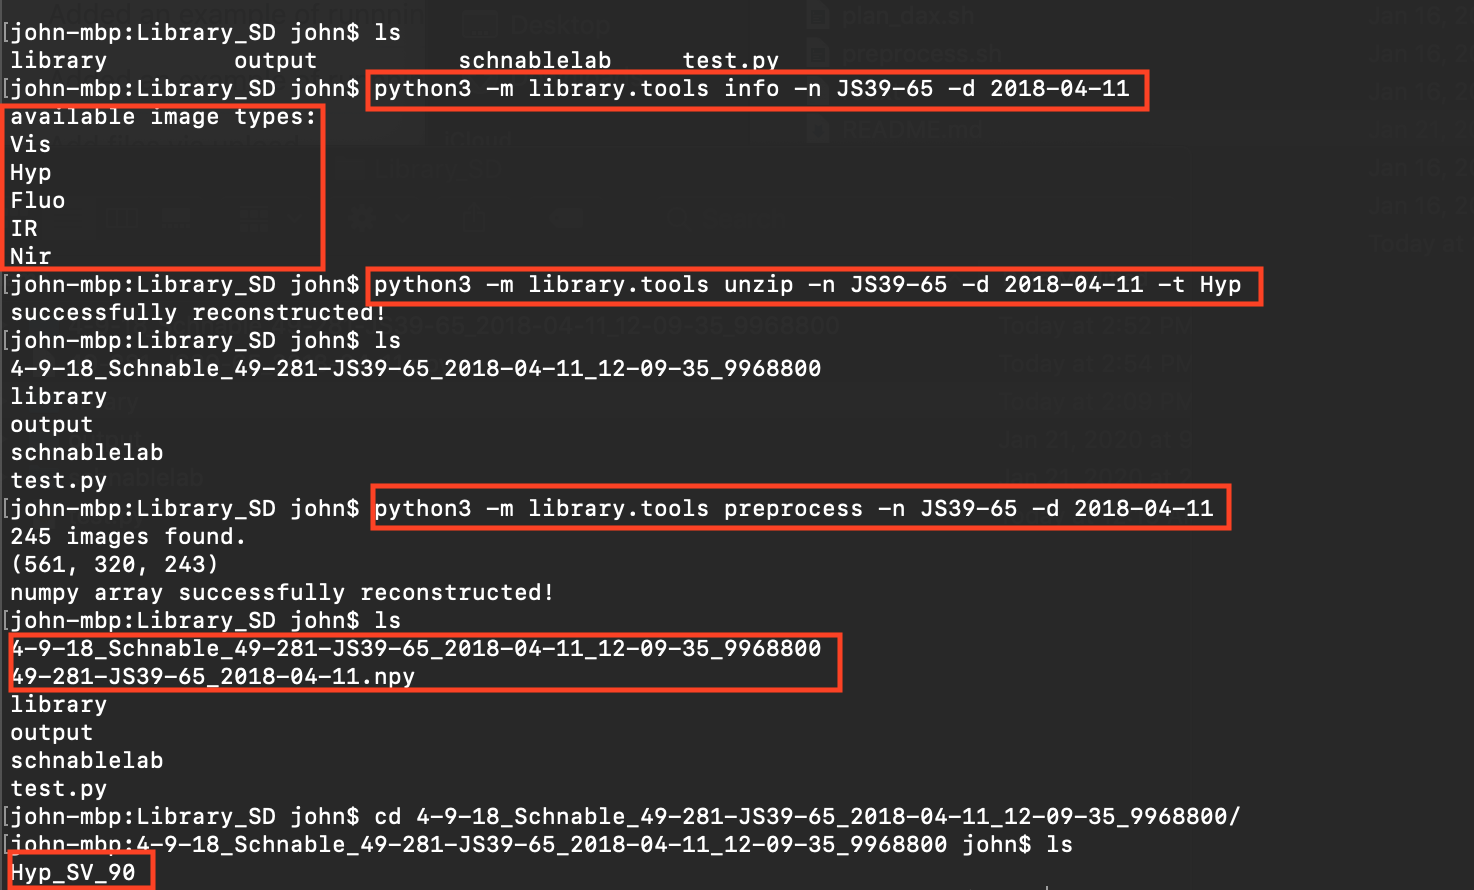 [john-mbp:Library_SD john$ ls
library output schnablelab test.py
[john-mbp:Library_SD john$ python3 -m library.tools info -n JS39-65 -d 2018-04-11
available image types:
Vis
Hyp
Fluo
IR
Nir
[john-mbp:Library_SD john$ python3 -m library.tools unzip -n JS39-65 -d 2018-04-11 -t Hyp
successfully reconstructed!
[john-mbp:Library_SD john$ ls
4-9-18_Schnable_49-281-JS39-65_2018-04-11_12-09-35_9968800
library
output
schnablelab
test.py
[john-mbp:Library_SD john$ python3 -m library.tools preprocess -n JS39-65 -d 2018-04-11
245 images found.
(561, 320, 243)
numpy array successfully reconstructed!
[john-mbp:Library_SD john$ ls
4-9-18_Schnable_49-281-JS39-65_2018-04-11_12-09-35_9968800
49-281-JS39-65_2018-04-11.npy
library
output
schnablelab
test.py
[john-mbp:Library_SD john$ cd 4-9-18_Schnable_49-281-JS39-65_2018-04-11_12-09-35_9968800/
[john-mbp:4-9-18_Schnable_49-281-JS39-65_2018-04-11_12-09-35_9968800 john$ ls
Hyp_SV_90